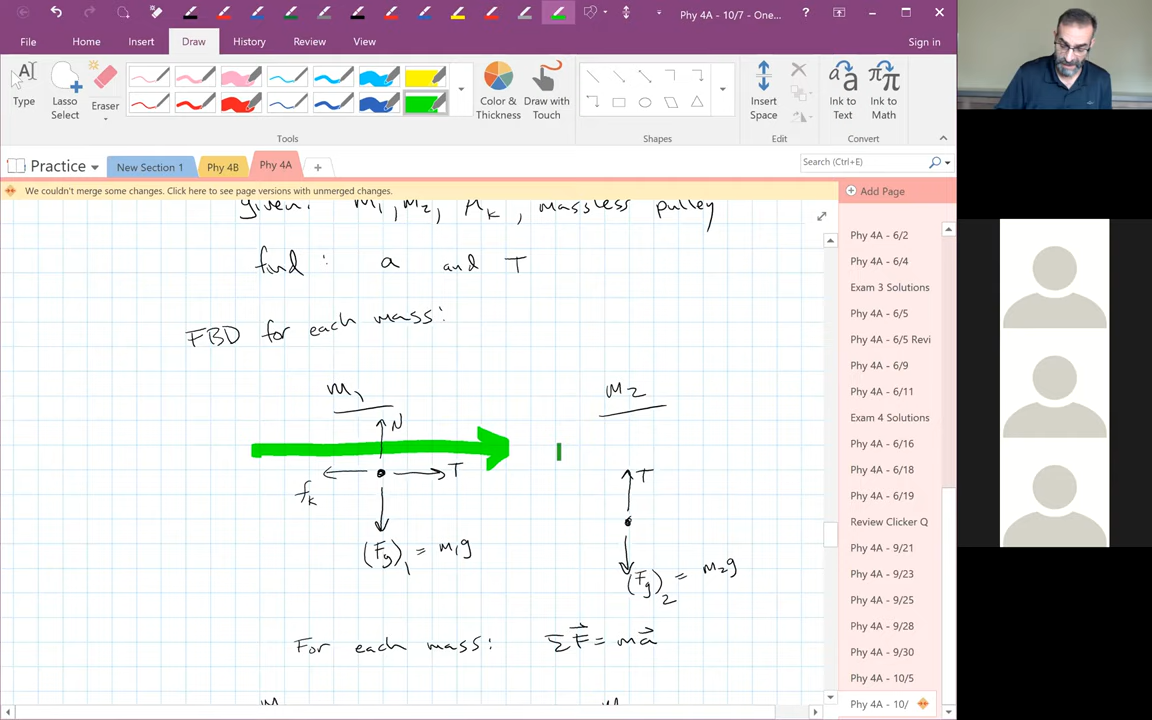 Phy 4A - 10/7 - One...
File Home Insert Draw History Review View Sign in
Type Lasso Select Eraser Color & Thickness Draw with Touch Insert Space Ink to Text Ink to Math
Tools Shapes Edit Convert
Practice New Section 1 Phy 4B Phy 4A Search (Ctrl+E)
We couldn't merge some changes. Click here to see page versions with unmerged changes.
Add Page
given: m1, m2, μk, massless pulley
find: a and T
FBD for each mass:
m1 m2
N
fk T
T
(Fg)1 = m1g
(Fg)2 = m2g
For each mass: ΣF⃗ = ma⃗
Phy 4A - 6/2
Phy 4A - 6/4
Exam 3 Solutions
Phy 4A - 6/5
Phy 4A - 6/5 Revi
Phy 4A - 6/9
Phy 4A - 6/11
Exam 4 Solutions
Phy 4A - 6/16
Phy 4A - 6/18
Phy 4A - 6/19
Review Clicker Q
Phy 4A - 9/21
Phy 4A - 9/23
Phy 4A - 9/25
Phy 4A - 9/28
Phy 4A - 9/30
Phy 4A - 10/5
Phy 4A - 10/